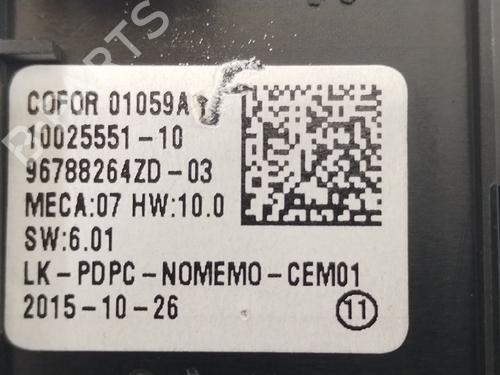 COFOR 01059A
10025551-10
96788264ZD-03
MECA:07 HW:10.0
SW:6.01
LK-PDPC-NOMEMO-CEM01
2015-10-26 11